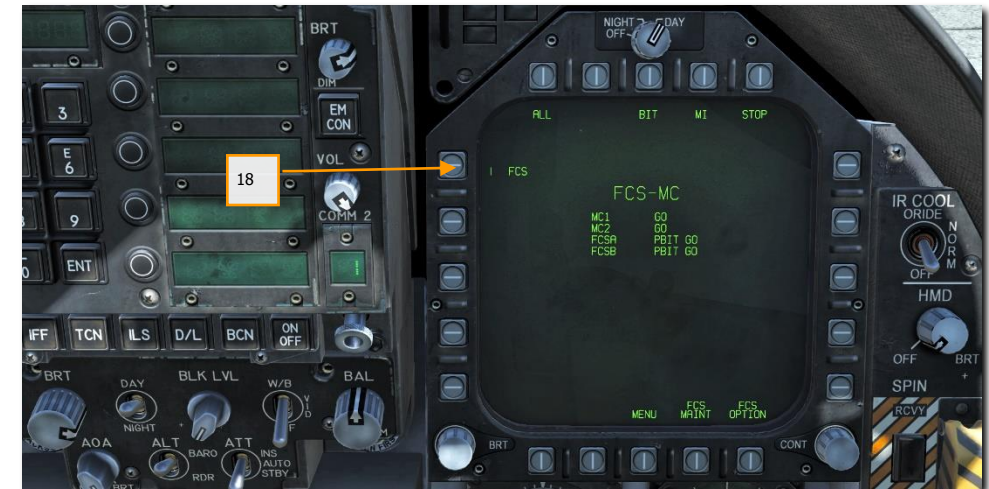 BRT
DIM
3
EM
CON
E
6
VOL
18
9
COMM 2
ENT
IFF
TCN
ILS
D/L
BCN
ON
OFF
BRT
DAY
NIGHT
BLK LVL
W/B
VID
BAL
AOA
ALT
BARO
RDR
ATT
INS
AUTO
STBY
BRT
NIGHT
DAY
OFF
ALL
BIT
MI
STOP
FCS
FCS-MC
MC1 GO
MC2 GO
FCSA PBIT GO
FCSB PBIT GO
MENU
FCS
MAINT
FCS
OPTION
BRT
CONT
IR COOL
ORIDE
NORM
OFF
HMD
OFF
BRT
SPIN
RCVY